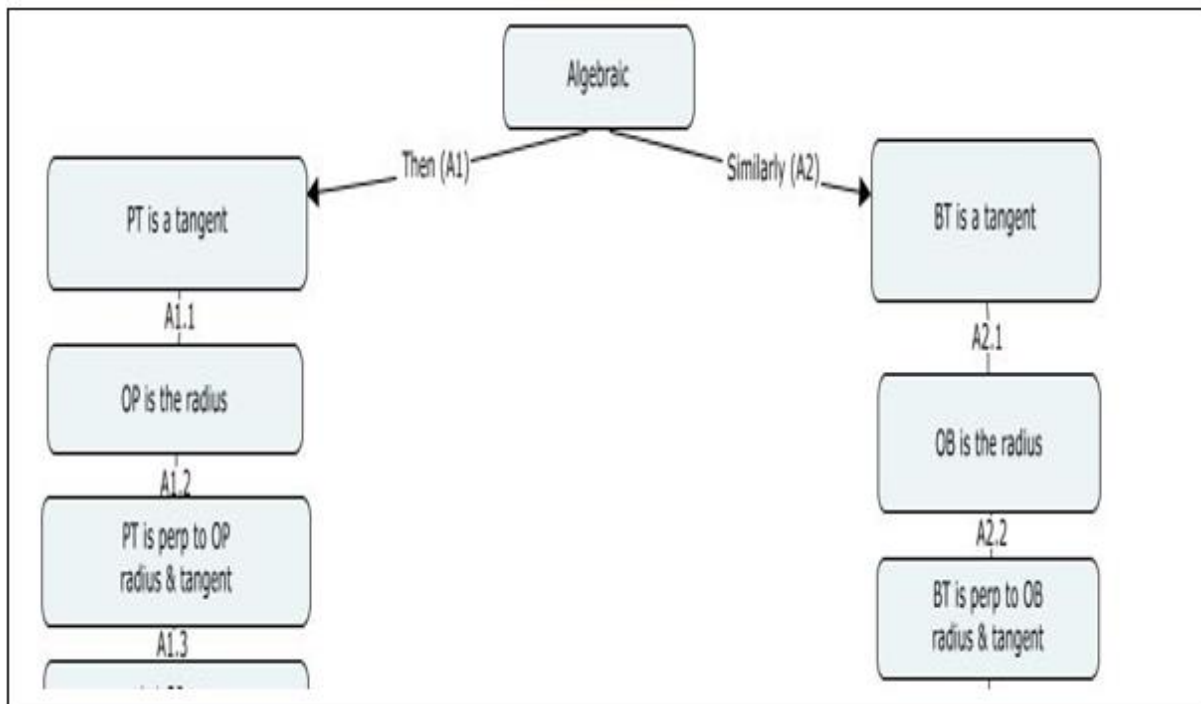 Algebraic
Then (A1)
Similarly (A2)
PT is a tangent
BT is a tangent
A1.1
A2.1
OP is the radius
OB is the radius
A1.2
A2.2
PT is perp to OP
radius & tangent
BT is perp to OB
radius & tangent
A1.3